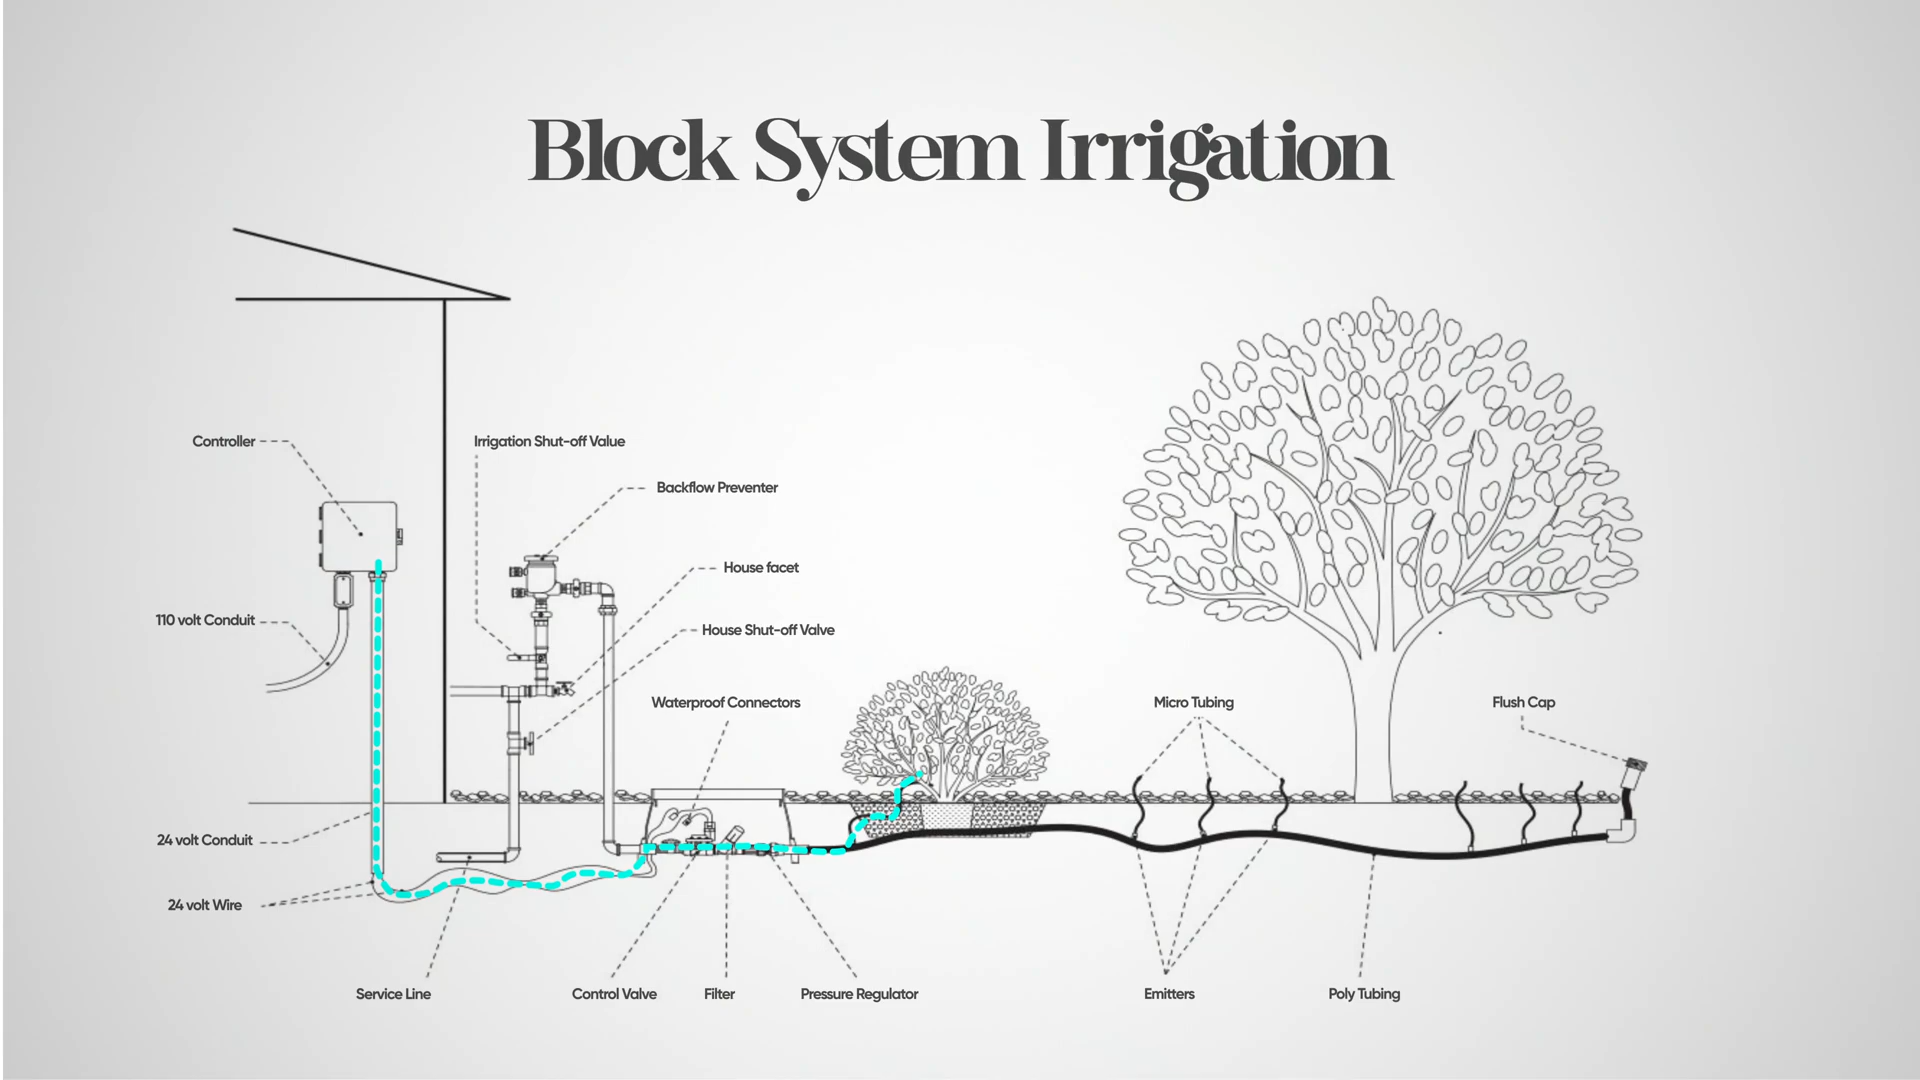 Block System Irrigation
Controller
Irrigation Shut-off Value
Backflow Preventer
House facet
110 volt Conduit
House Shut-off Valve
Waterproof Connectors
Micro Tubing
Flush Cap
24 volt Conduit
24 volt Wire
Service Line
Control Valve
Filter
Pressure Regulator
Emitters
Poly Tubing